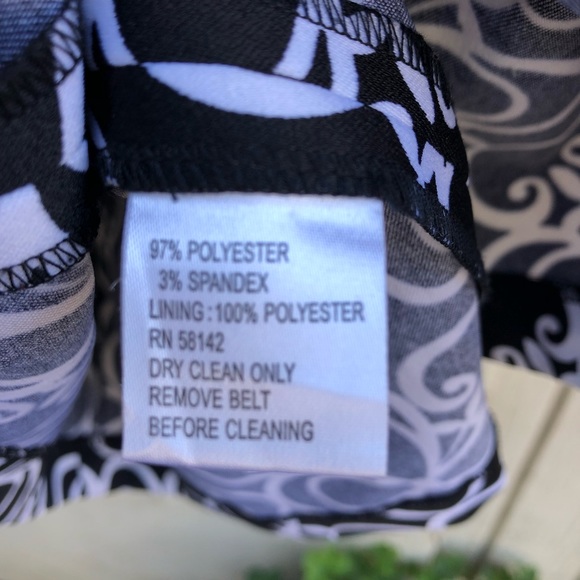 97% POLYESTER
3% SPANDEX
LINING : 100% POLYESTER
RN 58142
DRY CLEAN ONLY
REMOVE BELT
BEFORE CLEANING